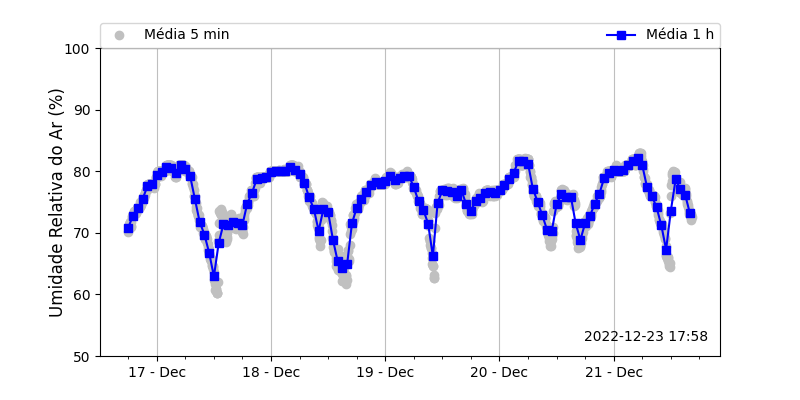 Média 5 min
Média 1 h
100
90
80
70
60
50
Umidade Relativa do Ar (%)
2022-12-23 17:58
17 - Dec
18 - Dec
19 - Dec
20 - Dec
21 - Dec